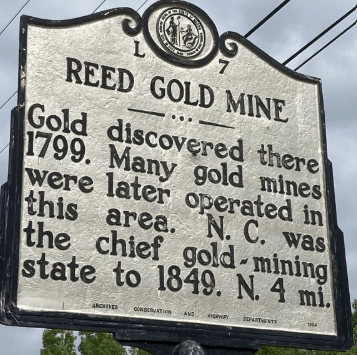 L 7
REED GOLD MINE
Gold discovered there
1799. Many gold mines
were later operated in
this area. N. C. was
the chief gold-mining
state to 1849. N. 4 mi.
ARCHIVES CONSERVATION AND HIGHWAY DEPARTMENTS